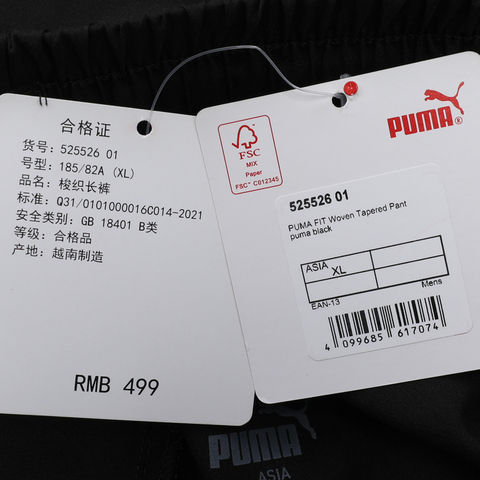 合格证
货号: 525526 01
号型: 185/82A (XL)
品名: 梭织长裤
标准: Q31/0101000016C014-2021
安全类别: GB 18401 B类
等级: 合格品
产地: 越南制造
RMB 499
PUMA
FSC
MIX
Paper
FSC™ C012345
525526 01
PUMA FIT Woven Tapered Pant
puma black
ASIA
XL
EAN-13
Mens
4 099685 617074
PUMA
ASIA